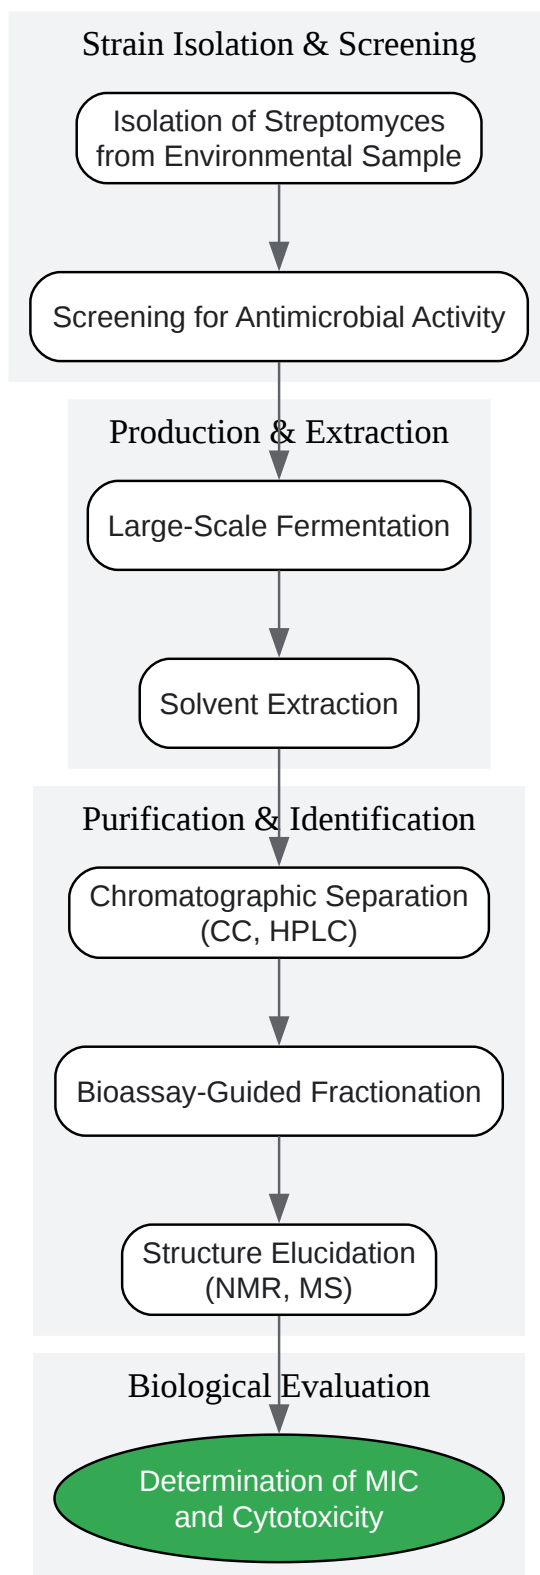 Strain Isolation & Screening
Isolation of Streptomyces
from Environmental Sample
Screening for Antimicrobial Activity
Production & Extraction
Large-Scale Fermentation
Solvent Extraction
Purification & Identification
Chromatographic Separation
(CC, HPLC)
Bioassay-Guided Fractionation
Structure Elucidation
(NMR, MS)
Biological Evaluation
Determination of MIC
and Cytotoxicity